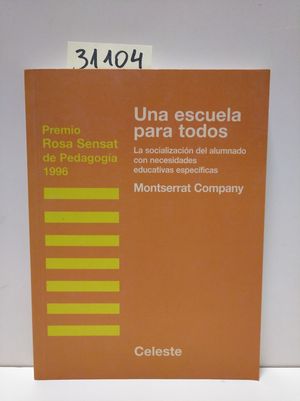 31104
Premio
Rosa Sensat
de Pedagogía
1996
Una escuela
para todos
La socialización del alumnado
con necesidades
educativas específicas
Montserrat Company
Celeste